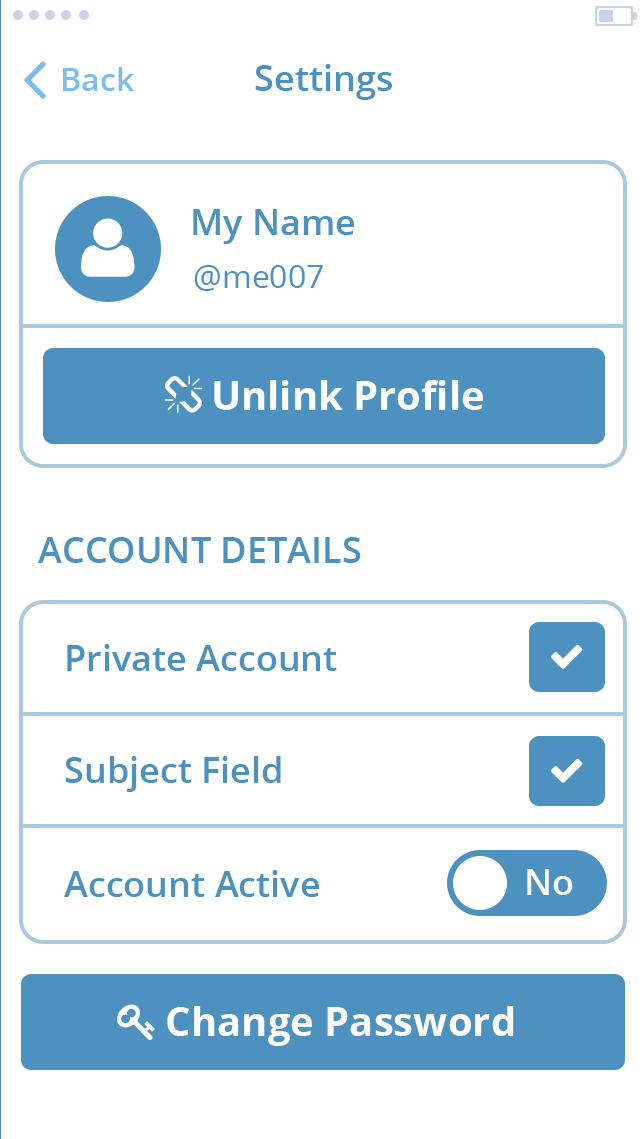 Back
Settings
My Name
@me007
Unlink Profile
ACCOUNT DETAILS
Private Account
Subject Field
Account Active
No
Change Password